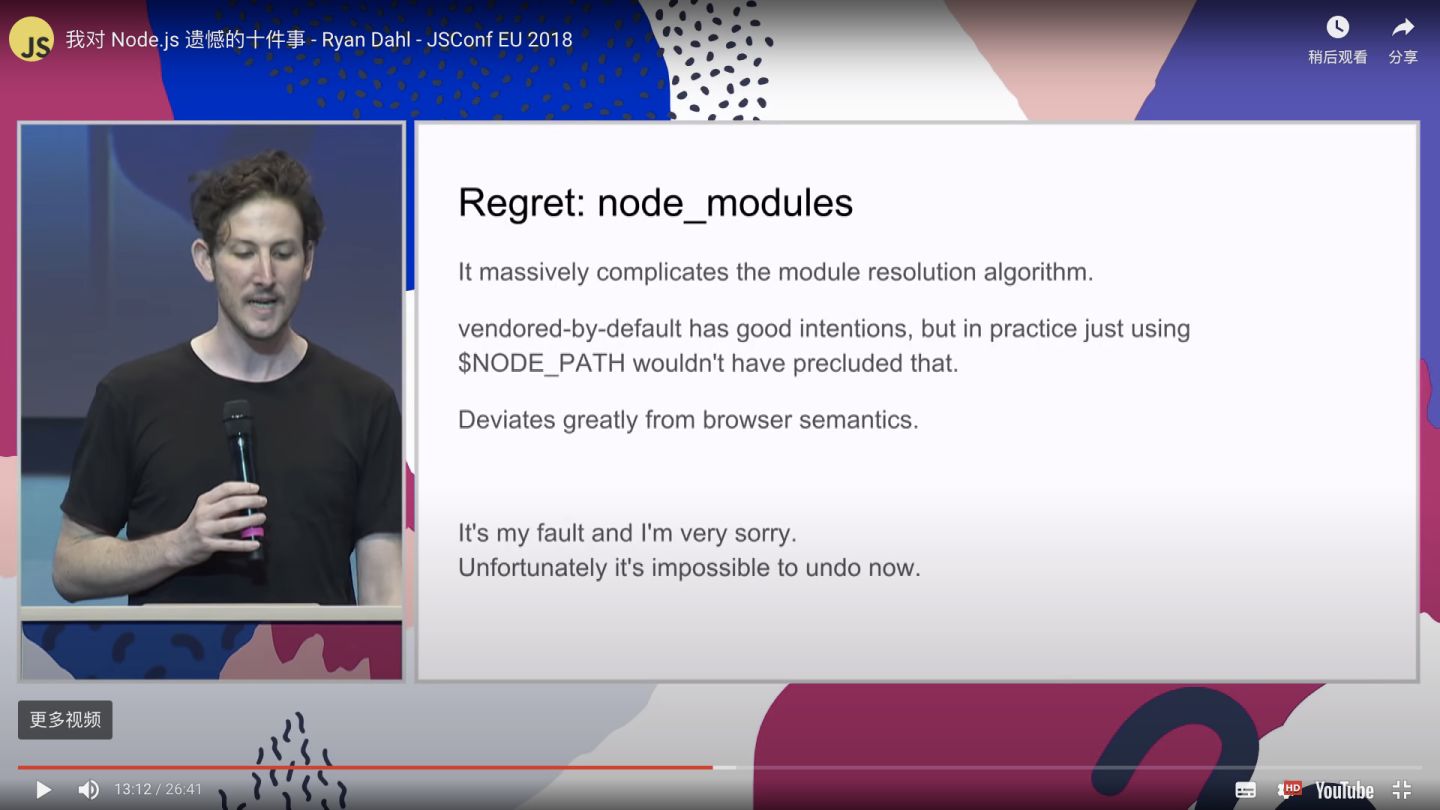 JS
我对 Node.js 遗憾的十件事 - Ryan Dahl - JSConf EU 2018
稍后观看
分享
Regret: node_modules
It massively complicates the module resolution algorithm.
vendored-by-default has good intentions, but in practice just using
$NODE_PATH wouldn't have precluded that.
Deviates greatly from browser semantics.
It's my fault and I'm very sorry.
Unfortunately it's impossible to undo now.
更多视频
13:12 / 26:41
HD
YouTube